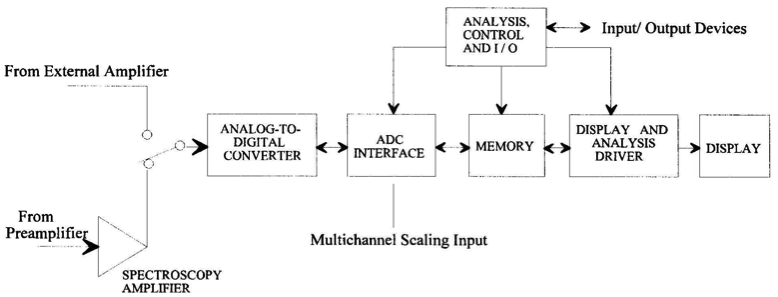 ANALYSIS,
CONTROL
AND I / O
Input/ Output Devices
From External Amplifier
ANALOG-TO-
DIGITAL
CONVERTER
ADC
INTERFACE
MEMORY
DISPLAY AND
ANALYSIS
DRIVER
DISPLAY
From
Preamplifier
Multichannel Scaling Input
SPECTROSCOPY
AMPLIFIER